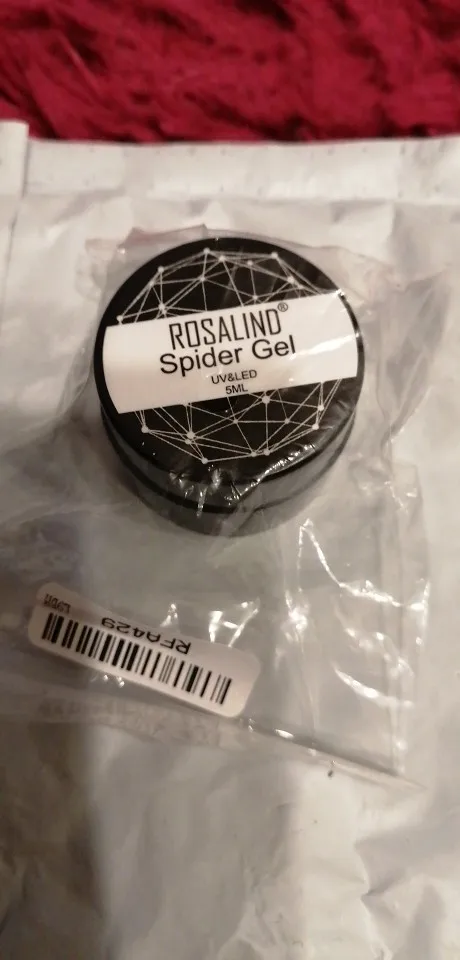 ROSALIND®
Spider Gel
UV&LED
5ML
RFA429